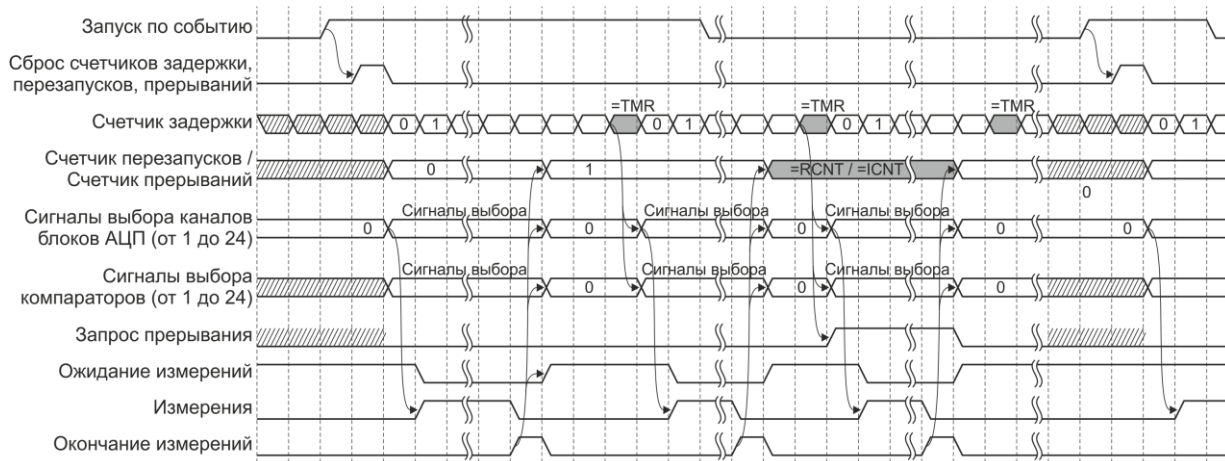 Запуск по событию
Сброс счетчиков задержки,
перезапусков, прерываний
=TMR =TMR =TMR
Счетчик задержки 0 1 0 1 0 1 0 1
Счетчик перезапусков /
Счетчик прерываний
0 1 =RCNT / =ICNT
0
Сигналы выбора Сигналы выбора Сигналы выбора
Сигналы выбора каналов
блоков АЦП (от 1 до 24)
0 0 0 0 0
Сигналы выбора Сигналы выбора Сигналы выбора
Сигналы выбора
компараторов (от 1 до 24)
0 0 0
Запрос прерывания
Ожидание измерений
Измерения
Окончание измерений